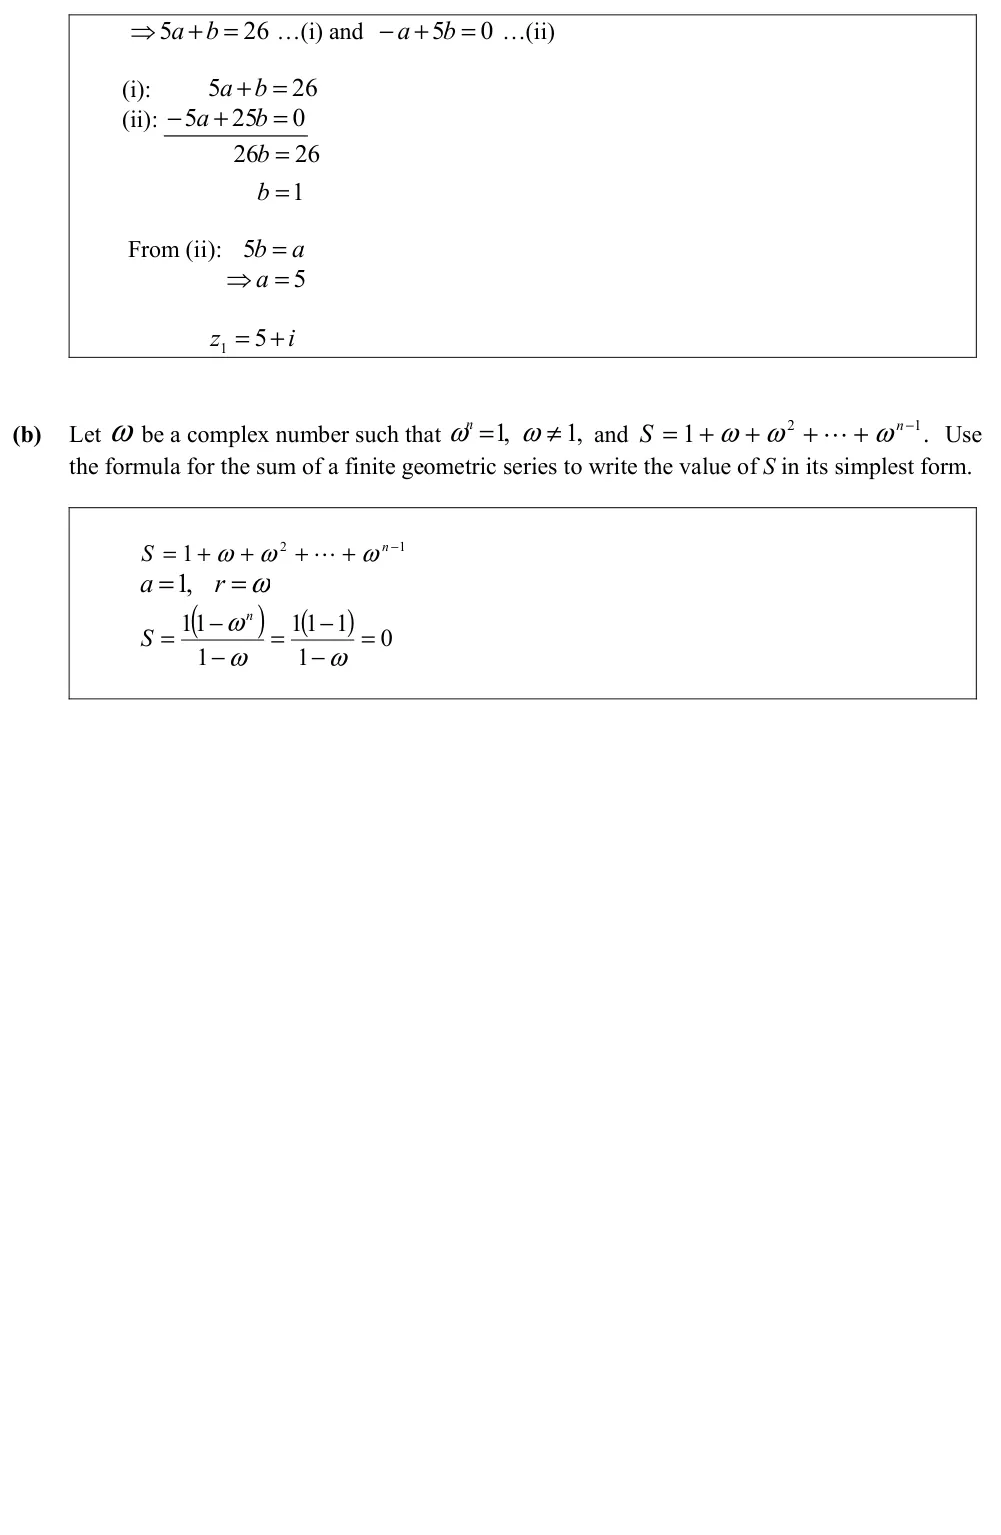 ⇒5a+b=26 …(i) and −a+5b=0 …(ii)
(i): 5a+b=26
(ii): −5a+25b=0
26b=26
b=1
From (ii): 5b=a
⇒a=5
z₁=5+i
(b) Let ω be a complex number such that ωⁿ=1, ω≠1, and S=1+ω+ω²+⋯+ωⁿ⁻¹. Use
the formula for the sum of a finite geometric series to write the value of S in its simplest form.
S=1+ω+ω²+⋯+ωⁿ⁻¹
a=1, r=ω
S=1(1−ωⁿ)/(1−ω)=1(1−1)/(1−ω)=0